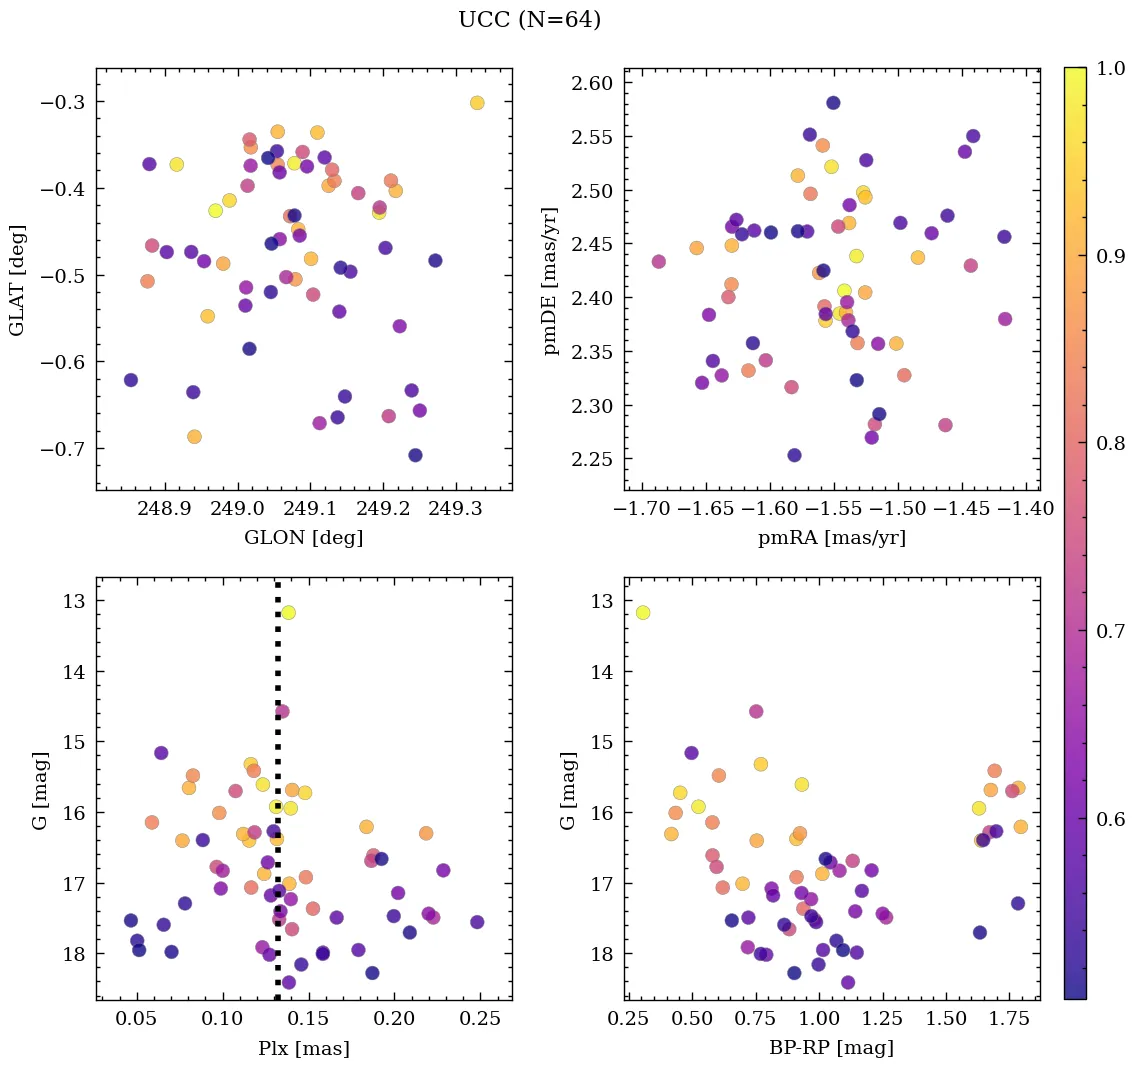 UCC (N=64)
−0.3
−0.4
−0.5
−0.6
−0.7
GLAT [deg]
248.9 249.0 249.1 249.2 249.3
GLON [deg]
2.60
2.55
2.50
2.45
2.40
2.35
2.30
2.25
pmDE [mas/yr]
−1.70 −1.65 −1.60 −1.55 −1.50 −1.45 −1.40
pmRA [mas/yr]
13
14
15
16
17
18
G [mag]
0.05 0.10 0.15 0.20 0.25
Plx [mas]
13
14
15
16
17
18
G [mag]
0.25 0.50 0.75 1.00 1.25 1.50 1.75
BP-RP [mag]
1.0
0.9
0.8
0.7
0.6